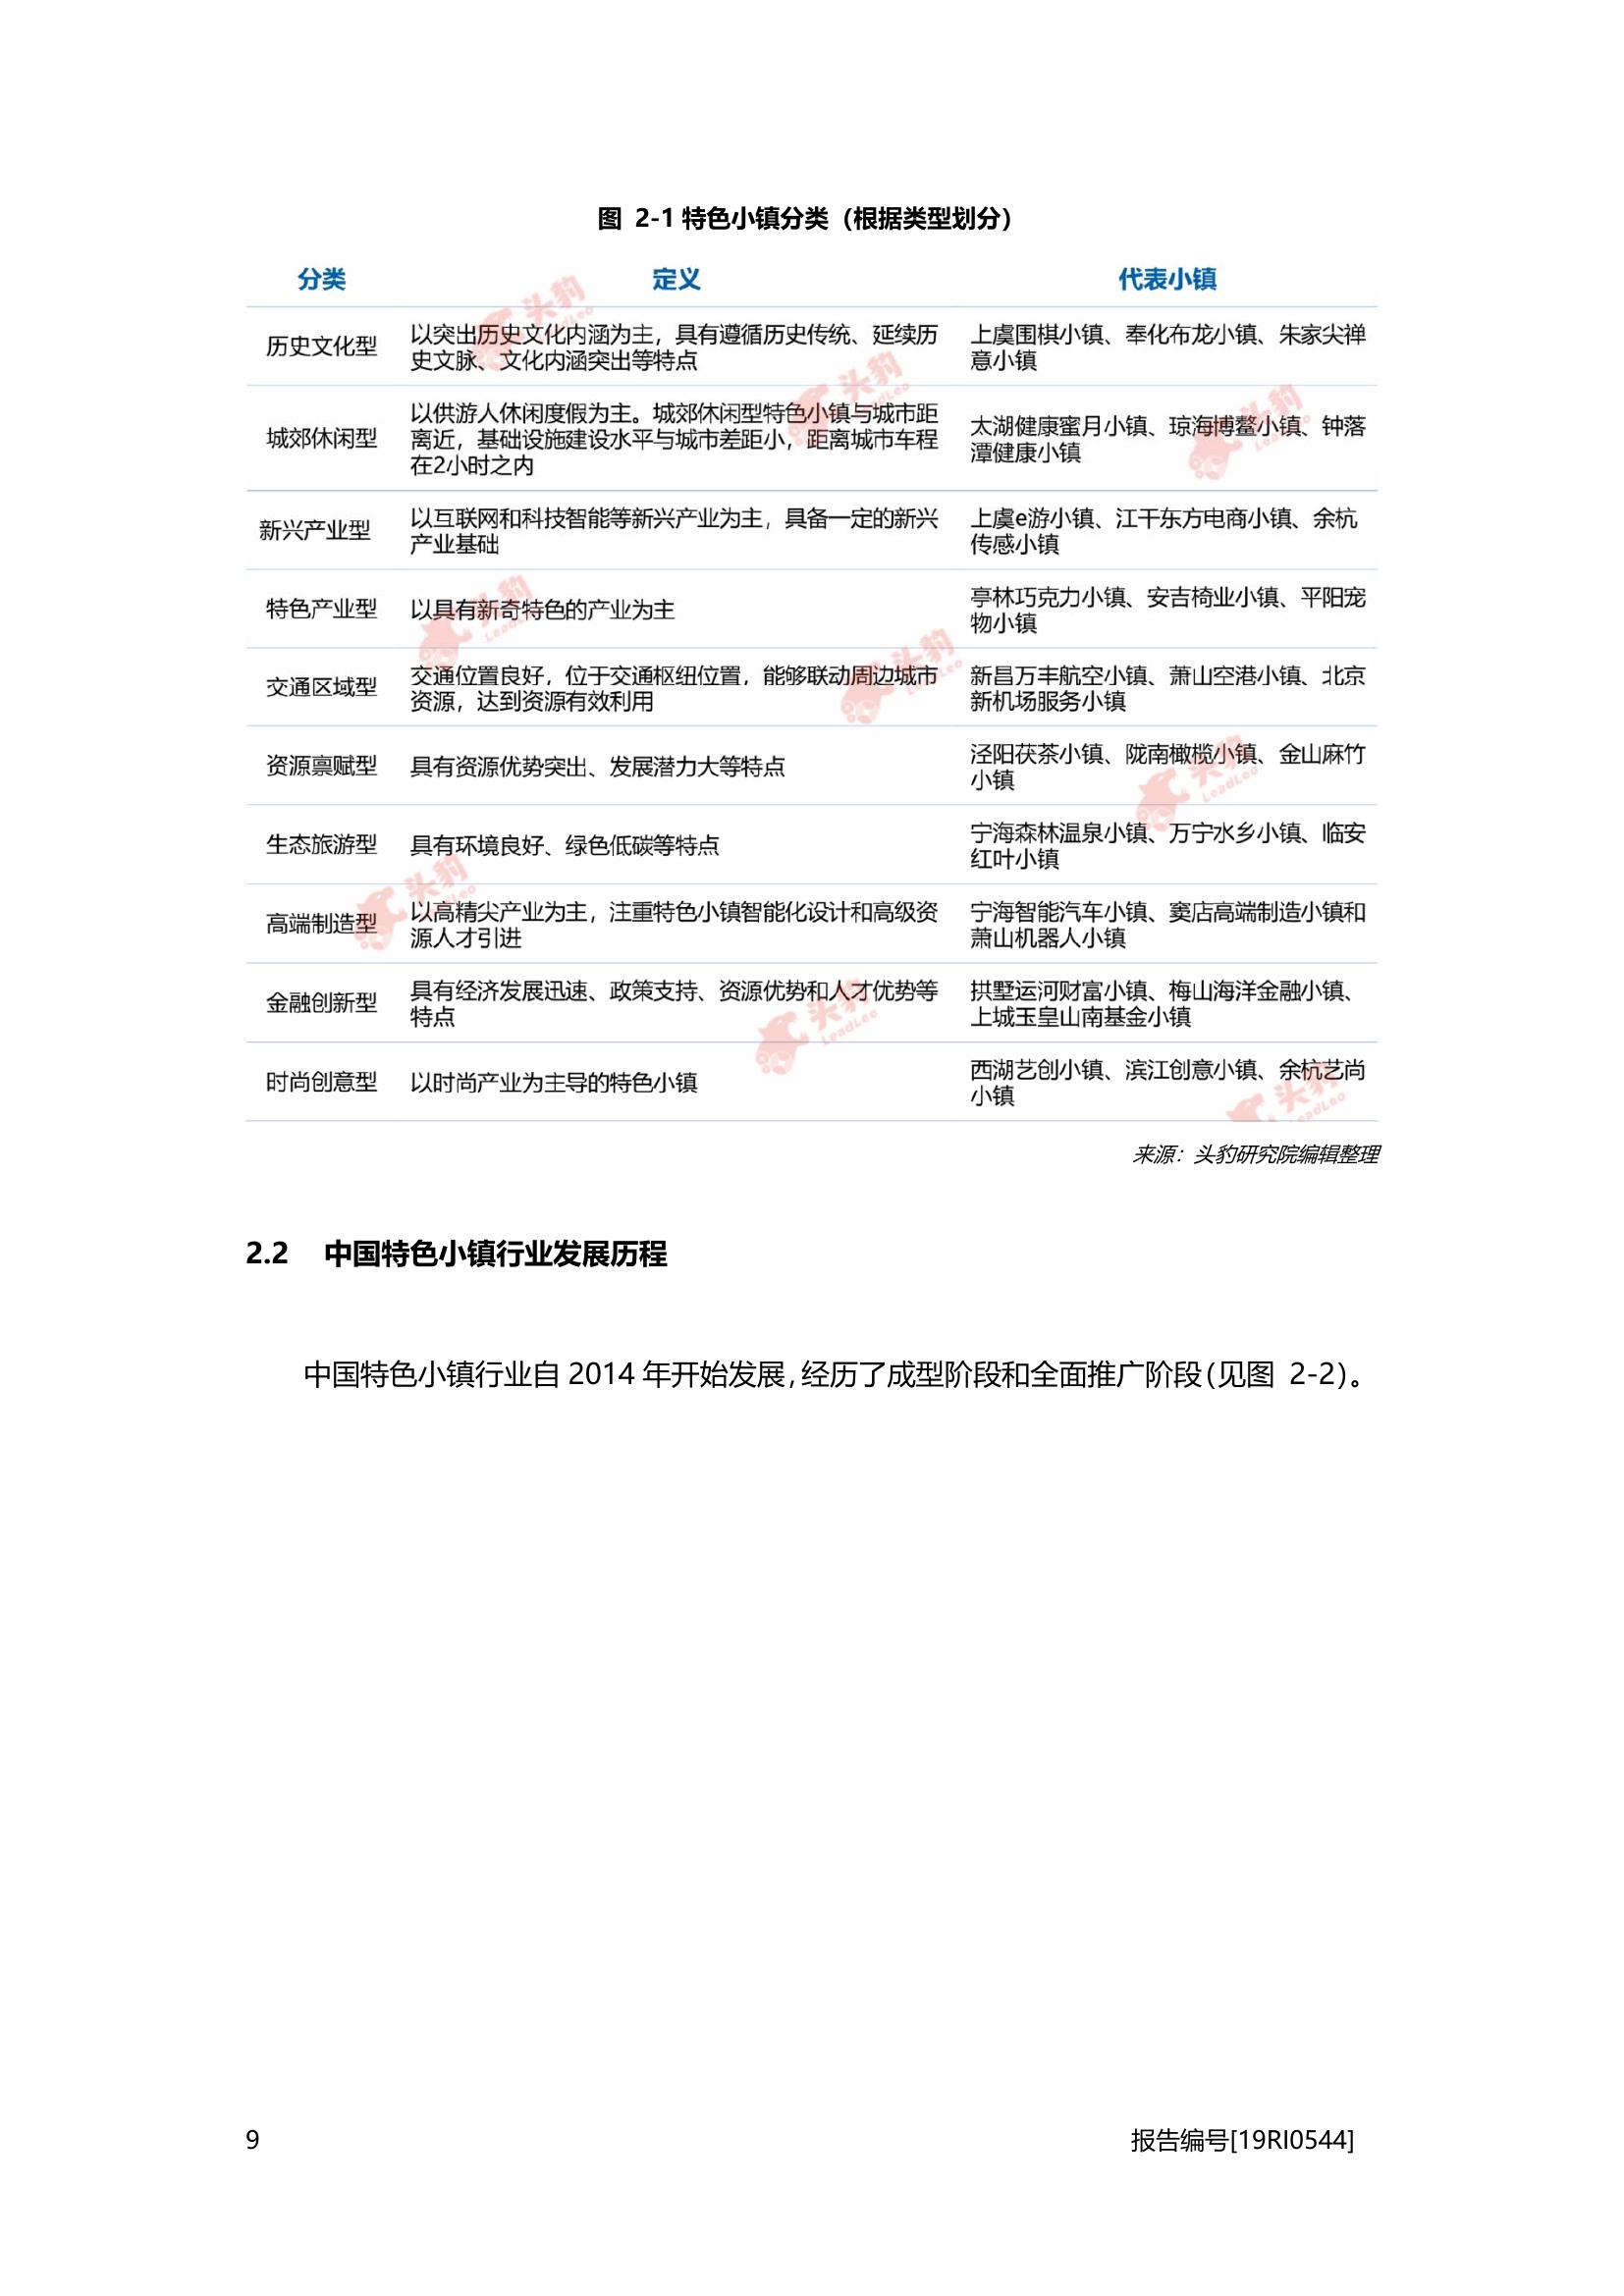 图 2-1 特色小镇分类（根据类型划分）
分类 定义 代表小镇
历史文化型
以突出历史文化内涵为主，具有遵循历史传统、延续历
史文脉、文化内涵突出等特点
上虞围棋小镇、奉化布龙小镇、朱家尖禅
意小镇
城郊休闲型
以供游人休闲度假为主。城郊休闲型特色小镇与城市距
离近，基础设施建设水平与城市差距小，距离城市车程
在2小时之内
太湖健康蜜月小镇、琼海博鳌小镇、钟落
潭健康小镇
新兴产业型
以互联网和科技智能等新兴产业为主，具备一定的新兴
产业基础
上虞e游小镇、江干东方电商小镇、余杭
传感小镇
特色产业型
以具有新奇特色的产业为主
亭林巧克力小镇、安吉椅业小镇、平阳宠
物小镇
交通区域型
交通位置良好，位于交通枢纽位置，能够联动周边城市
资源，达到资源有效利用
新昌万丰航空小镇、萧山空港小镇、北京
新机场服务小镇
资源禀赋型
具有资源优势突出、发展潜力大等特点
泾阳茯茶小镇、陇南橄榄小镇、金山麻竹
小镇
生态旅游型
具有环境良好、绿色低碳等特点
宁海森林温泉小镇、万宁水乡小镇、临安
红叶小镇
高端制造型
以高精尖产业为主，注重特色小镇智能化设计和高级资
源人才引进
宁海智能汽车小镇、窦店高端制造小镇和
萧山机器人小镇
金融创新型
具有经济发展迅速、政策支持、资源优势和人才优势等
特点
拱墅运河财富小镇、梅山海洋金融小镇、
上城玉皇山南基金小镇
时尚创意型
以时尚产业为主导的特色小镇
西湖艺创小镇、滨江创意小镇、余杭艺尚
小镇
来源：头豹研究院编辑整理
2.2 中国特色小镇行业发展历程
中国特色小镇行业自 2014 年开始发展，经历了成型阶段和全面推广阶段（见图 2-2）。
9 报告编号[19RI0544]